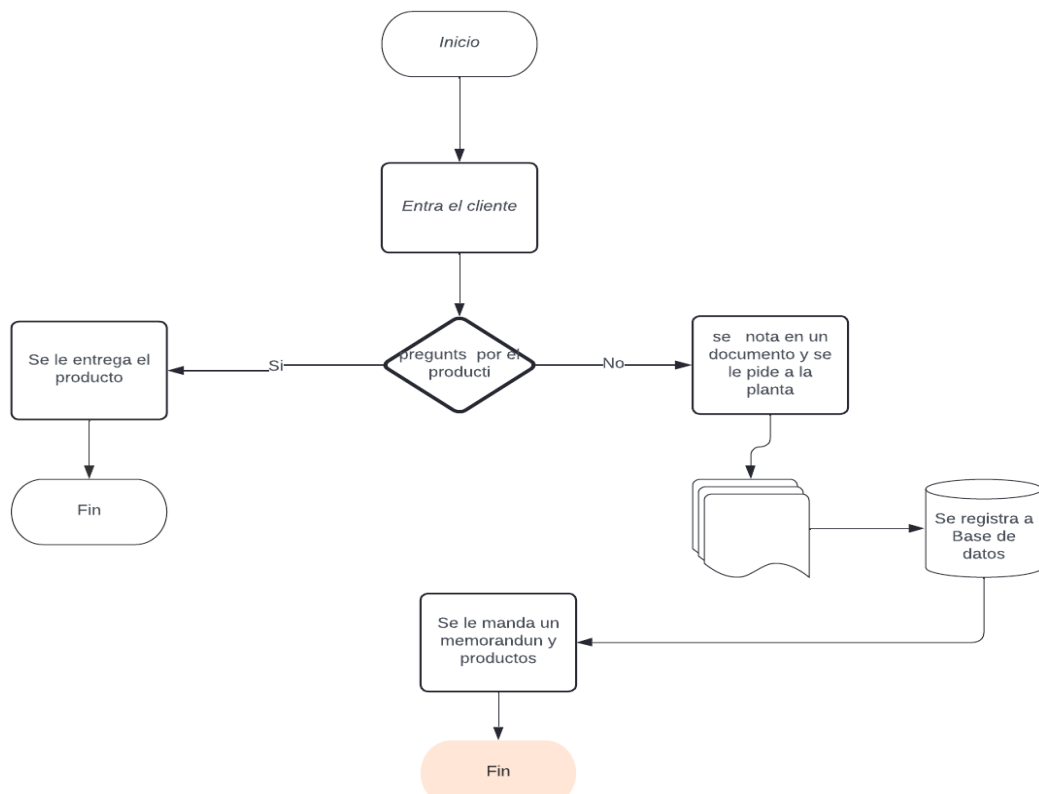 Inicio
Entra el cliente
pregunts por el
producti
Si
No
Se le entrega el
producto
Fin
se nota en un
documento y se
le pide a la
planta
Se registra a
Base de
datos
Se le manda un
memorandun y
productos
Fin